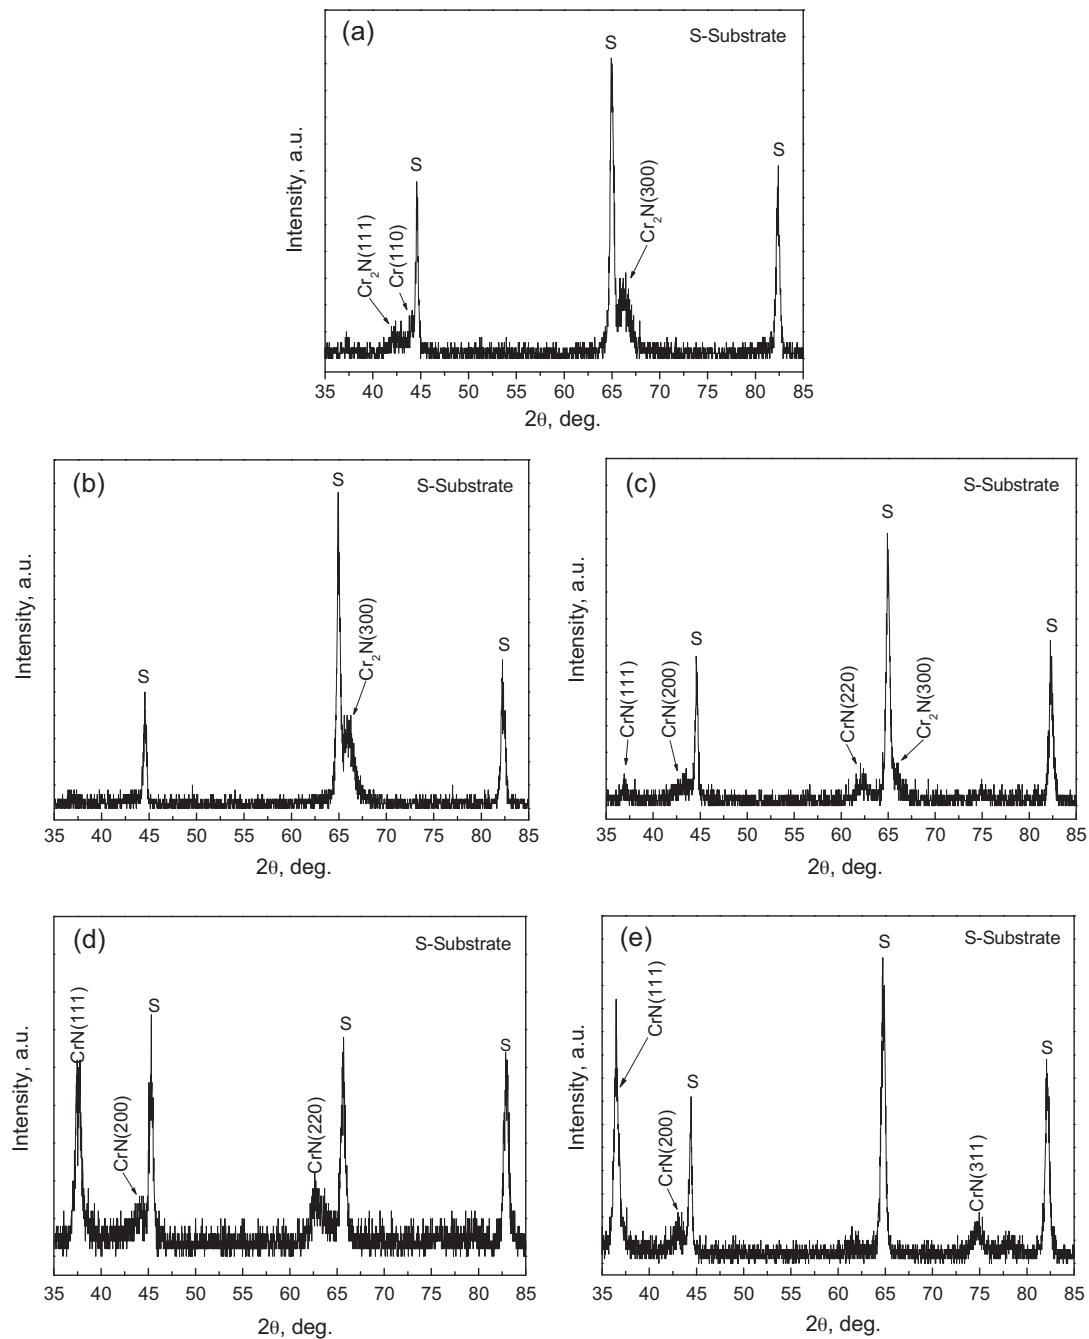 (a)
S-Substrate
S
S
S
Cr₂N(111)
Cr(110)
Cr₂N(300)
Intensity, a.u.
35 40 45 50 55 60 65 70 75 80 85
2θ, deg.
(b)
S-Substrate
S
S
S
Cr₂N(300)
Intensity, a.u.
35 40 45 50 55 60 65 70 75 80 85
2θ, deg.
(c)
S-Substrate
S
S
S
CrN(111)
CrN(200)
CrN(220)
Cr₂N(300)
Intensity, a.u.
35 40 45 50 55 60 65 70 75 80 85
2θ, deg.
(d)
S-Substrate
CrN(111)
S
S
S
CrN(200)
CrN(220)
Intensity, a.u.
35 40 45 50 55 60 65 70 75 80 85
2θ, deg.
(e)
S-Substrate
S
CrN(111)
S
S
CrN(200)
CrN(311)
Intensity, a.u.
35 40 45 50 55 60 65 70 75 80 85
2θ, deg.